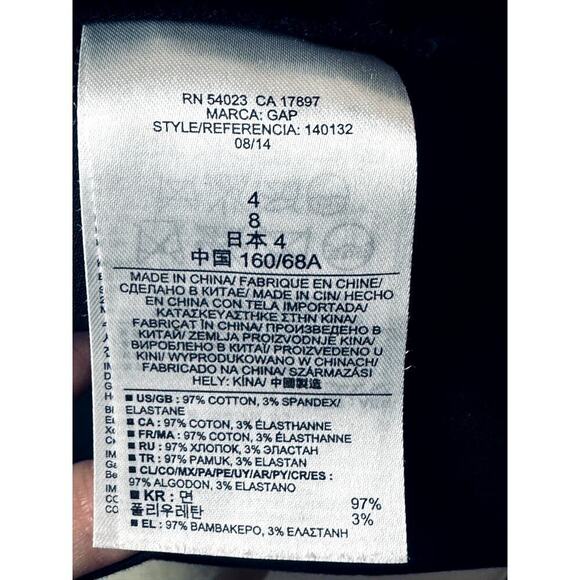 RN 54023 CA 17897
MARCA: GAP
STYLE/REFERENCIA: 140132
08/14
4
8
日本 4
中国 160/68A
MADE IN CHINA/ FABRIQUE EN CHINE/
СДЕЛАНО В КИТАЕ/ MADE IN CIN/ HECHO
EN CHINA CON TELA IMPORTADA/
ΚΑΤΑΣΚΕΥΑΣΤΗΚΕ ΣΤΗΝ ΚΙΝΑ/
FABRICAT ÎN CHINA/ ПРОИЗВЕДЕНО В
КИТАЙ/ ZEMLJA PROIZVODNJE KINA/
ВИРОБЛЕНО В КИТАЇ/ PROIZVEDENO U
KINI/ WYPRODUKOWANO W CHINACH/
FABRICADO NA CHINA/ SZÁRMAZÁSI
HELY: KÍNA/ 中國製造
■ US/GB : 97% COTTON, 3% SPANDEX/
ELASTANE
■ CA : 97% COTON, 3% ÉLASTHANNE
■ FR/MA : 97% COTON, 3% ÉLASTHANNE
■ RU : 97% ХЛОПОК, 3% ЭЛАСТАН
■ TR : 97% PAMUK, 3% ELASTAN
■ CL/CO/MX/PA/PE/UY/AR/PY/CR/ES :
97% ALGODON, 3% ELASTANO
■ KR : 면 97%
폴리우레탄 3%
■ EL : 97% ΒΑΜΒΑΚΕΡΟ, 3% ΕΛΑΣΤΑΝΗ